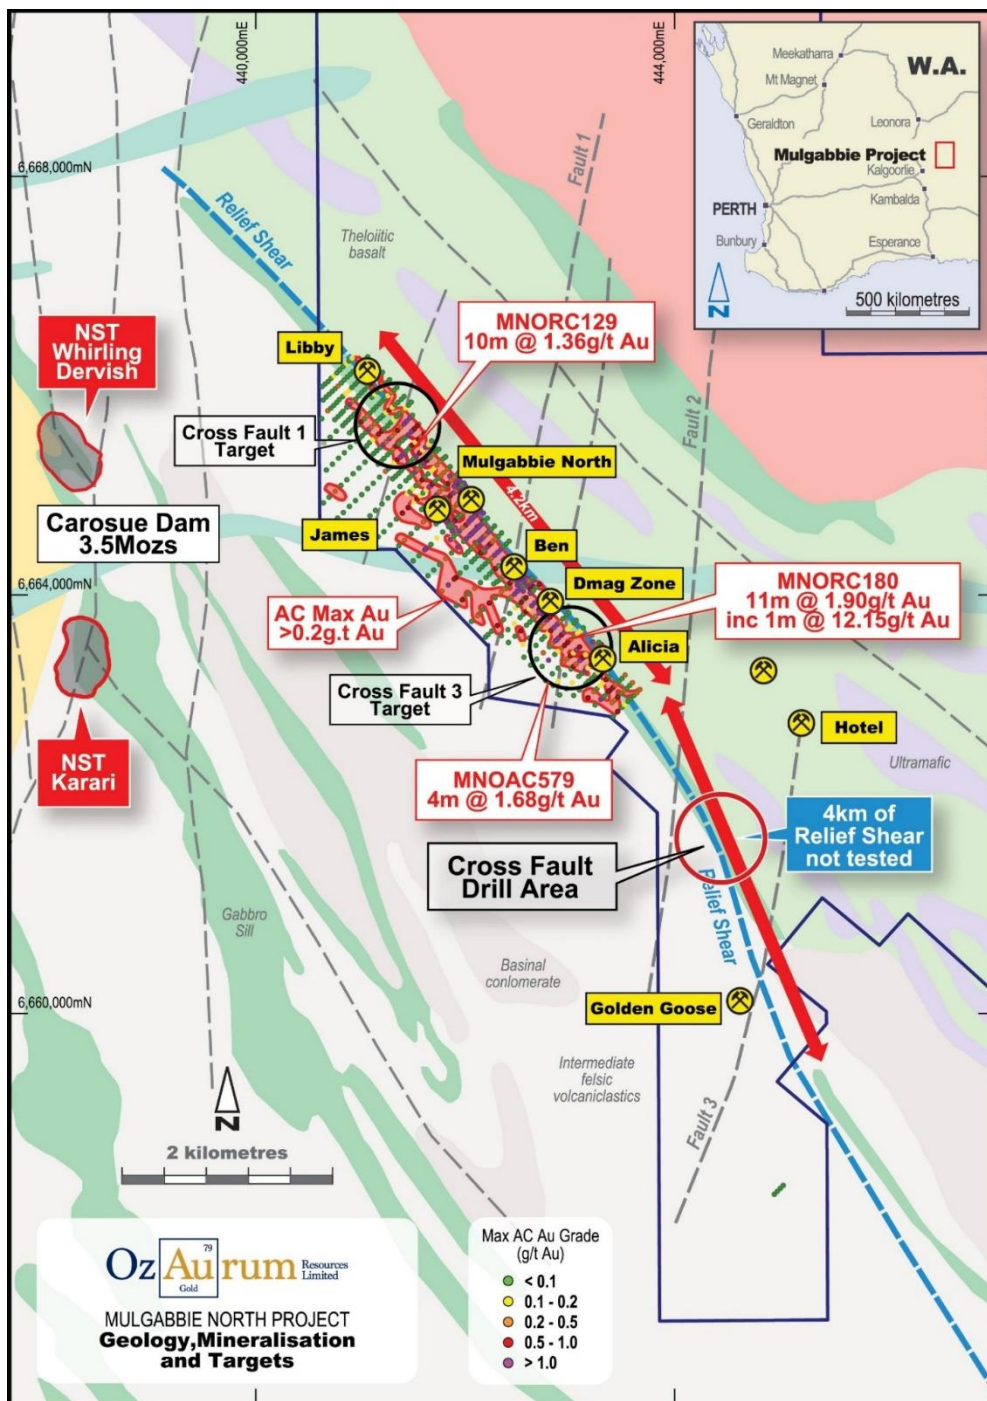 440,000mE
444,000mE
6,668,000mN
6,664,000mN
6,660,000mN
W.A.
Meekatharra
Mt Magnet
Geraldton
Leonora
Mulgabbie Project
Kalgoorlie
Kambalda
PERTH
Bunbury
Esperance
N
500 kilometres
Fault 1
Relief Shear
Theloiitic
basalt
NST
Whirling
Dervish
Libby
MNORC129
10m @ 1.36g/t Au
Fault 2
Cross Fault 1
Target
Mulgabbie North
4.2km
Carosue Dam
3.5Mozs
James
Ben
Dmag Zone
MNORC180
11m @ 1.90g/t Au
inc 1m @ 12.15g/t Au
AC Max Au
>0.2g.t Au
Alicia
Cross Fault 3
Target
NST
Karari
Hotel
MNOAC579
4m @ 1.68g/t Au
Ultramafic
4km of
Relief Shear
not tested
Cross Fault
Drill Area
Relief Shear
Gabbro
Sill
Basinal
conlomerate
Golden Goose
Intermediate
felsic
volcaniclastics
Fault 3
N
2 kilometres
Oz Au rum Resources
Limited
79
Gold
MULGABBIE NORTH PROJECT
Geology,Mineralisation
and Targets
Max AC Au Grade
(g/t Au)
< 0.1
0.1 - 0.2
0.2 - 0.5
0.5 - 1.0
> 1.0